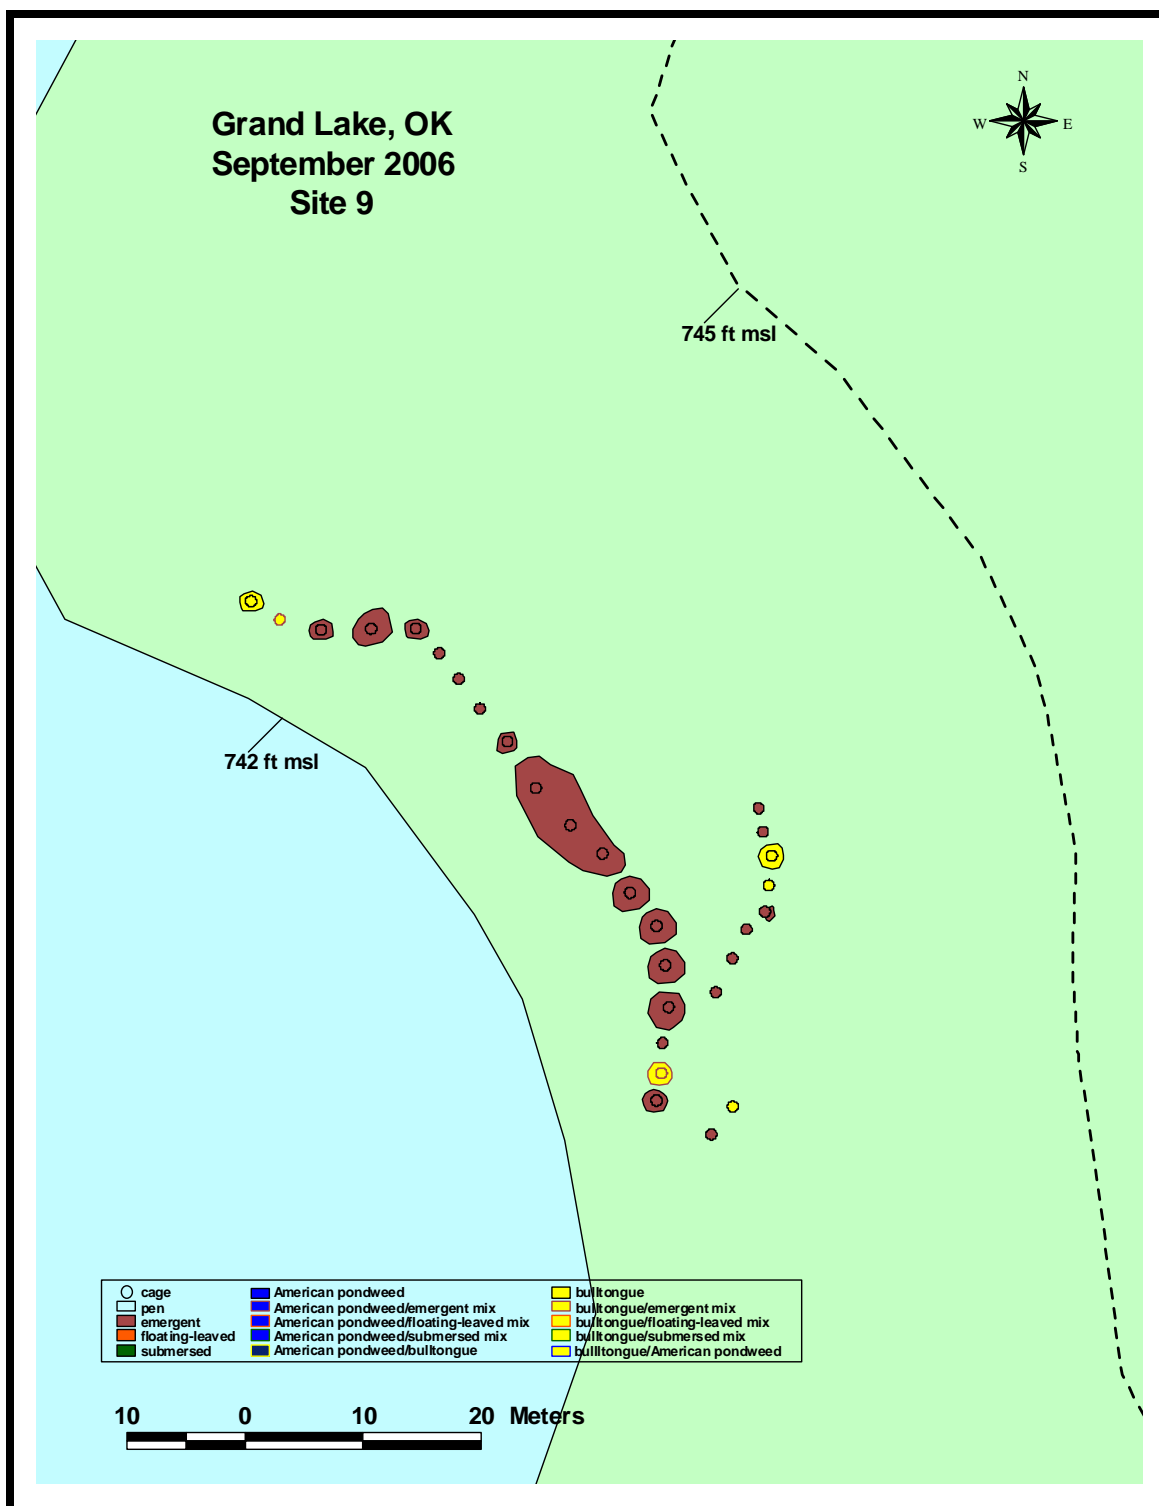 Grand Lake, OK
September 2006
Site 9
N
W E
S
745 ft msl
742 ft msl
cage
pen
emergent
floating-leaved
submersed
American pondweed
American pondweed/emergent mix
American pondweed/floating-leaved mix
American pondweed/submersed mix
American pondweed/bulltongue
bulltongue
bulltongue/emergent mix
bulltongue/floating-leaved mix
bulltongue/submersed mix
bullltongue/American pondweed
10 0 10 20 Meters